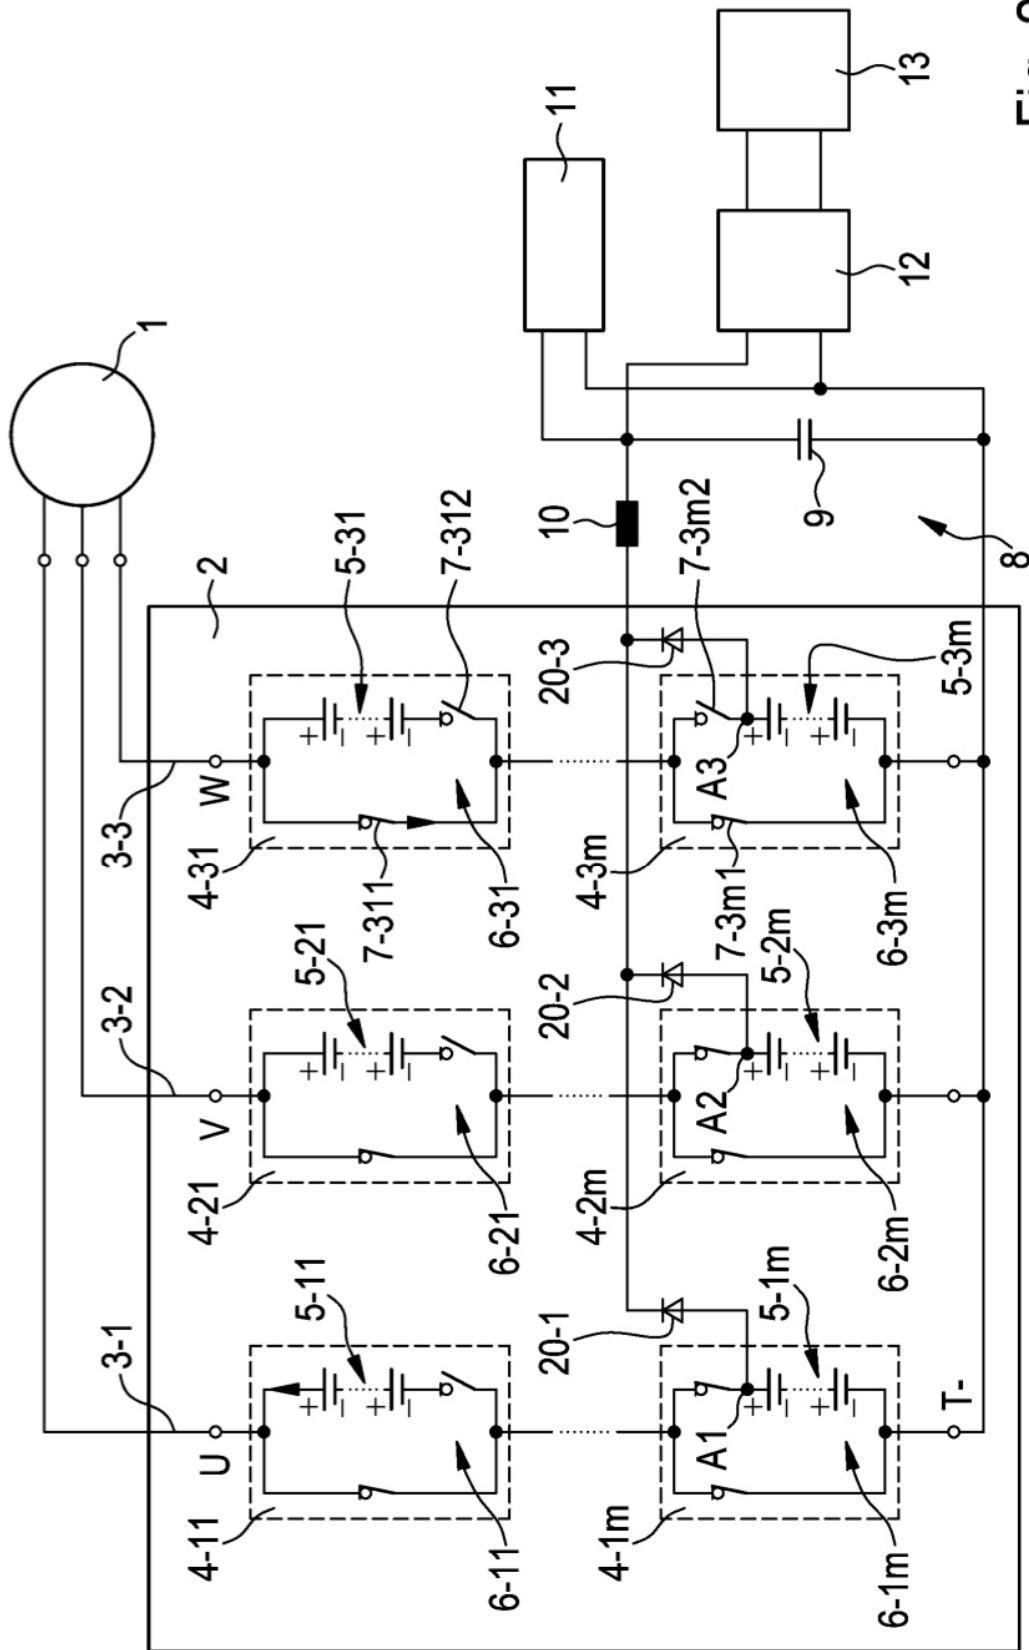 1
2
3-1
3-2
3-3
U
V
W
4-11
5-11
6-11
4-21
5-21
6-21
4-31
5-31
7-311
7-312
6-31
+
–
+
–
+
–
+
–
+
–
+
–
4-1m
A1
20-1
5-1m
6-1m
4-2m
A2
20-2
5-2m
6-2m
4-3m
7-3m1
A3
20-3
7-3m2
5-3m
6-3m
+
–
+
–
+
–
+
–
+
–
+
–
T-
8
9
10
11
12
13
Fig.